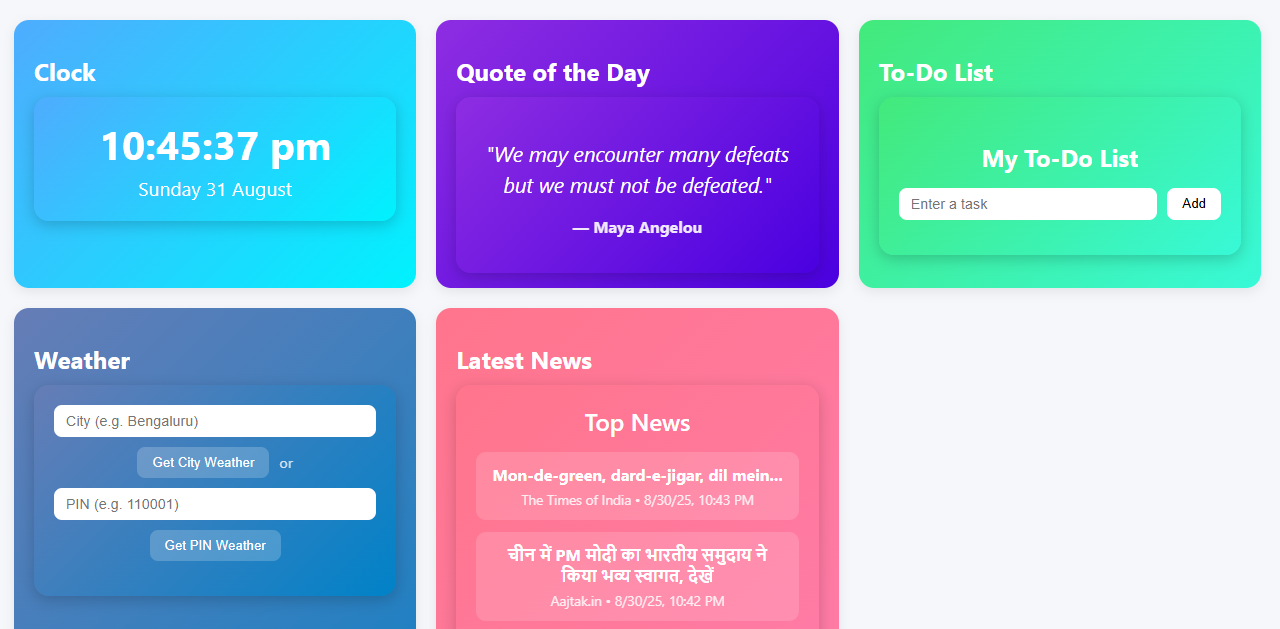 Clock
10:45:37 pm
Sunday 31 August
Quote of the Day
"We may encounter many defeats
but we must not be defeated."
— Maya Angelou
To-Do List
My To-Do List
Enter a task
Add
Weather
City (e.g. Bengaluru)
Get City Weather or
PIN (e.g. 110001)
Get PIN Weather
Latest News
Top News
Mon-de-green, dard-e-jigar, dil mein...
The Times of India • 8/30/25, 10:43 PM
चीन में PM मोदी का भारतीय समुदाय ने
किया भव्य स्वागत, देखें
Aajtak.in • 8/30/25, 10:42 PM